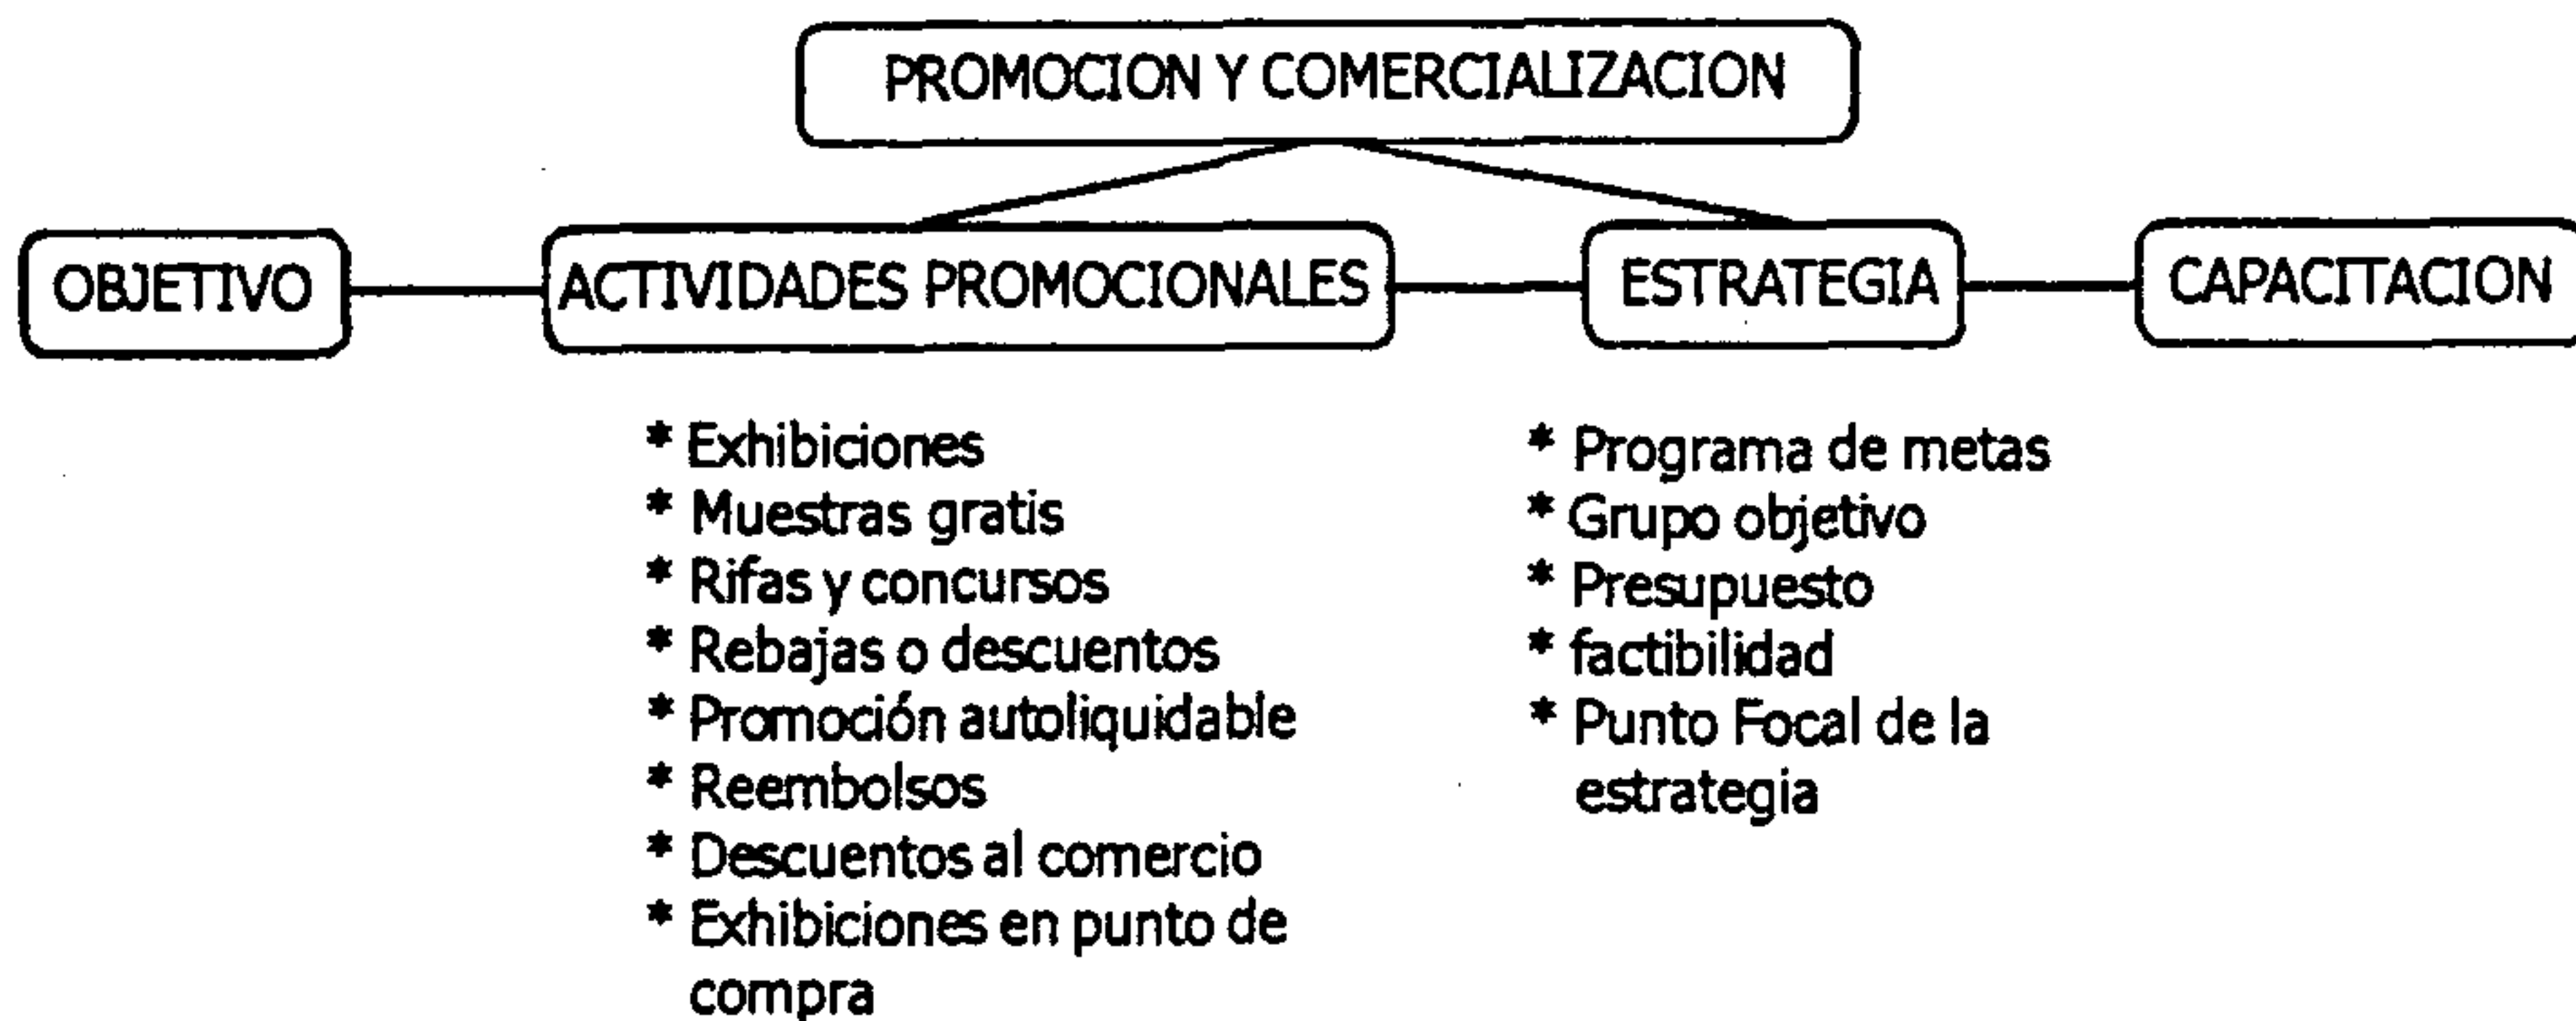 PROMOCION Y COMERCIALIZACION
OBJETIVO
ACTIVIDADES PROMOCIONALES
ESTRATEGIA
CAPACITACION
* Exhibiciones
* Muestras gratis
* Rifas y concursos
* Rebajas o descuentos
* Promoción autoliquidable
* Reembolsos
* Descuentos al comercio
* Exhibiciones en punto de
compra
* Programa de metas
* Grupo objetivo
* Presupuesto
* factibilidad
* Punto Focal de la
estrategia